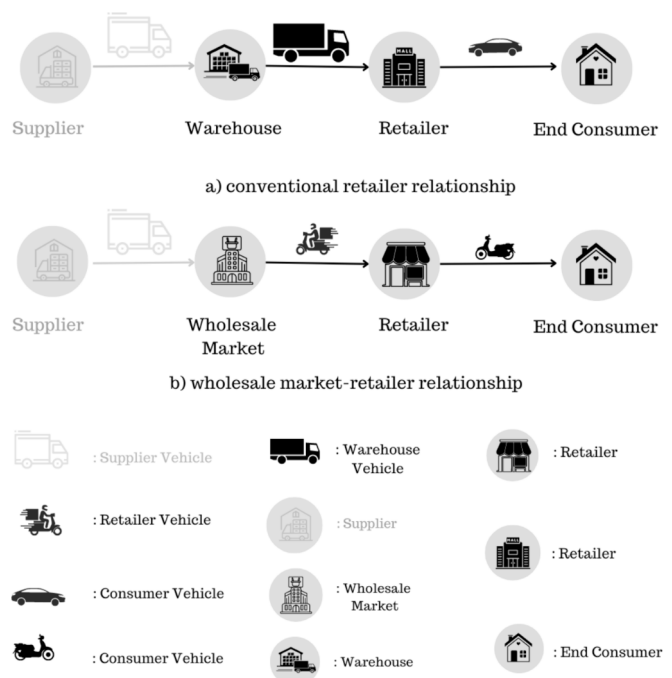 Supplier Warehouse Retailer End Consumer
a) conventional retailer relationship
Supplier Wholesale Market Retailer End Consumer
b) wholesale market-retailer relationship
: Supplier Vehicle
: Retailer Vehicle
: Consumer Vehicle
: Consumer Vehicle
: Warehouse
Vehicle
: Supplier
: Wholesale
Market
: Warehouse
: Retailer
MALL
: Retailer
: End Consumer